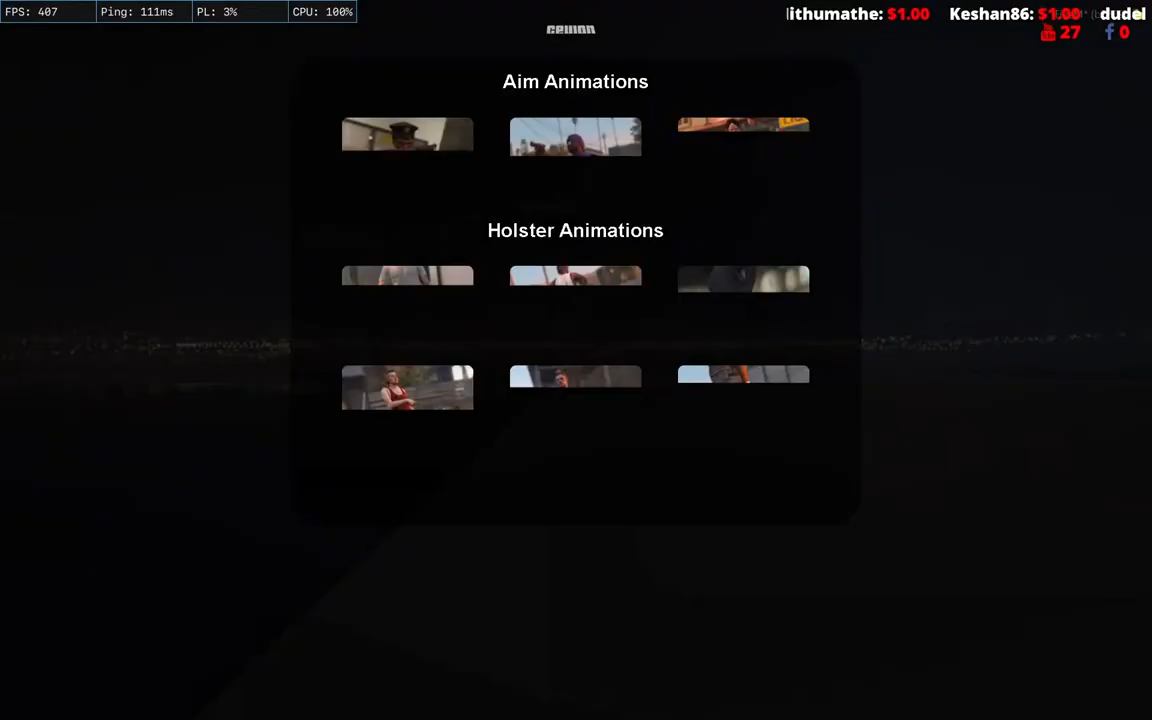 FPS: 407 Ping: 111ms PL: 3% CPU: 100%
lithumathe: $1.00 Keshan86: $1.00 dudel
27 0
Aim Animations
Holster Animations